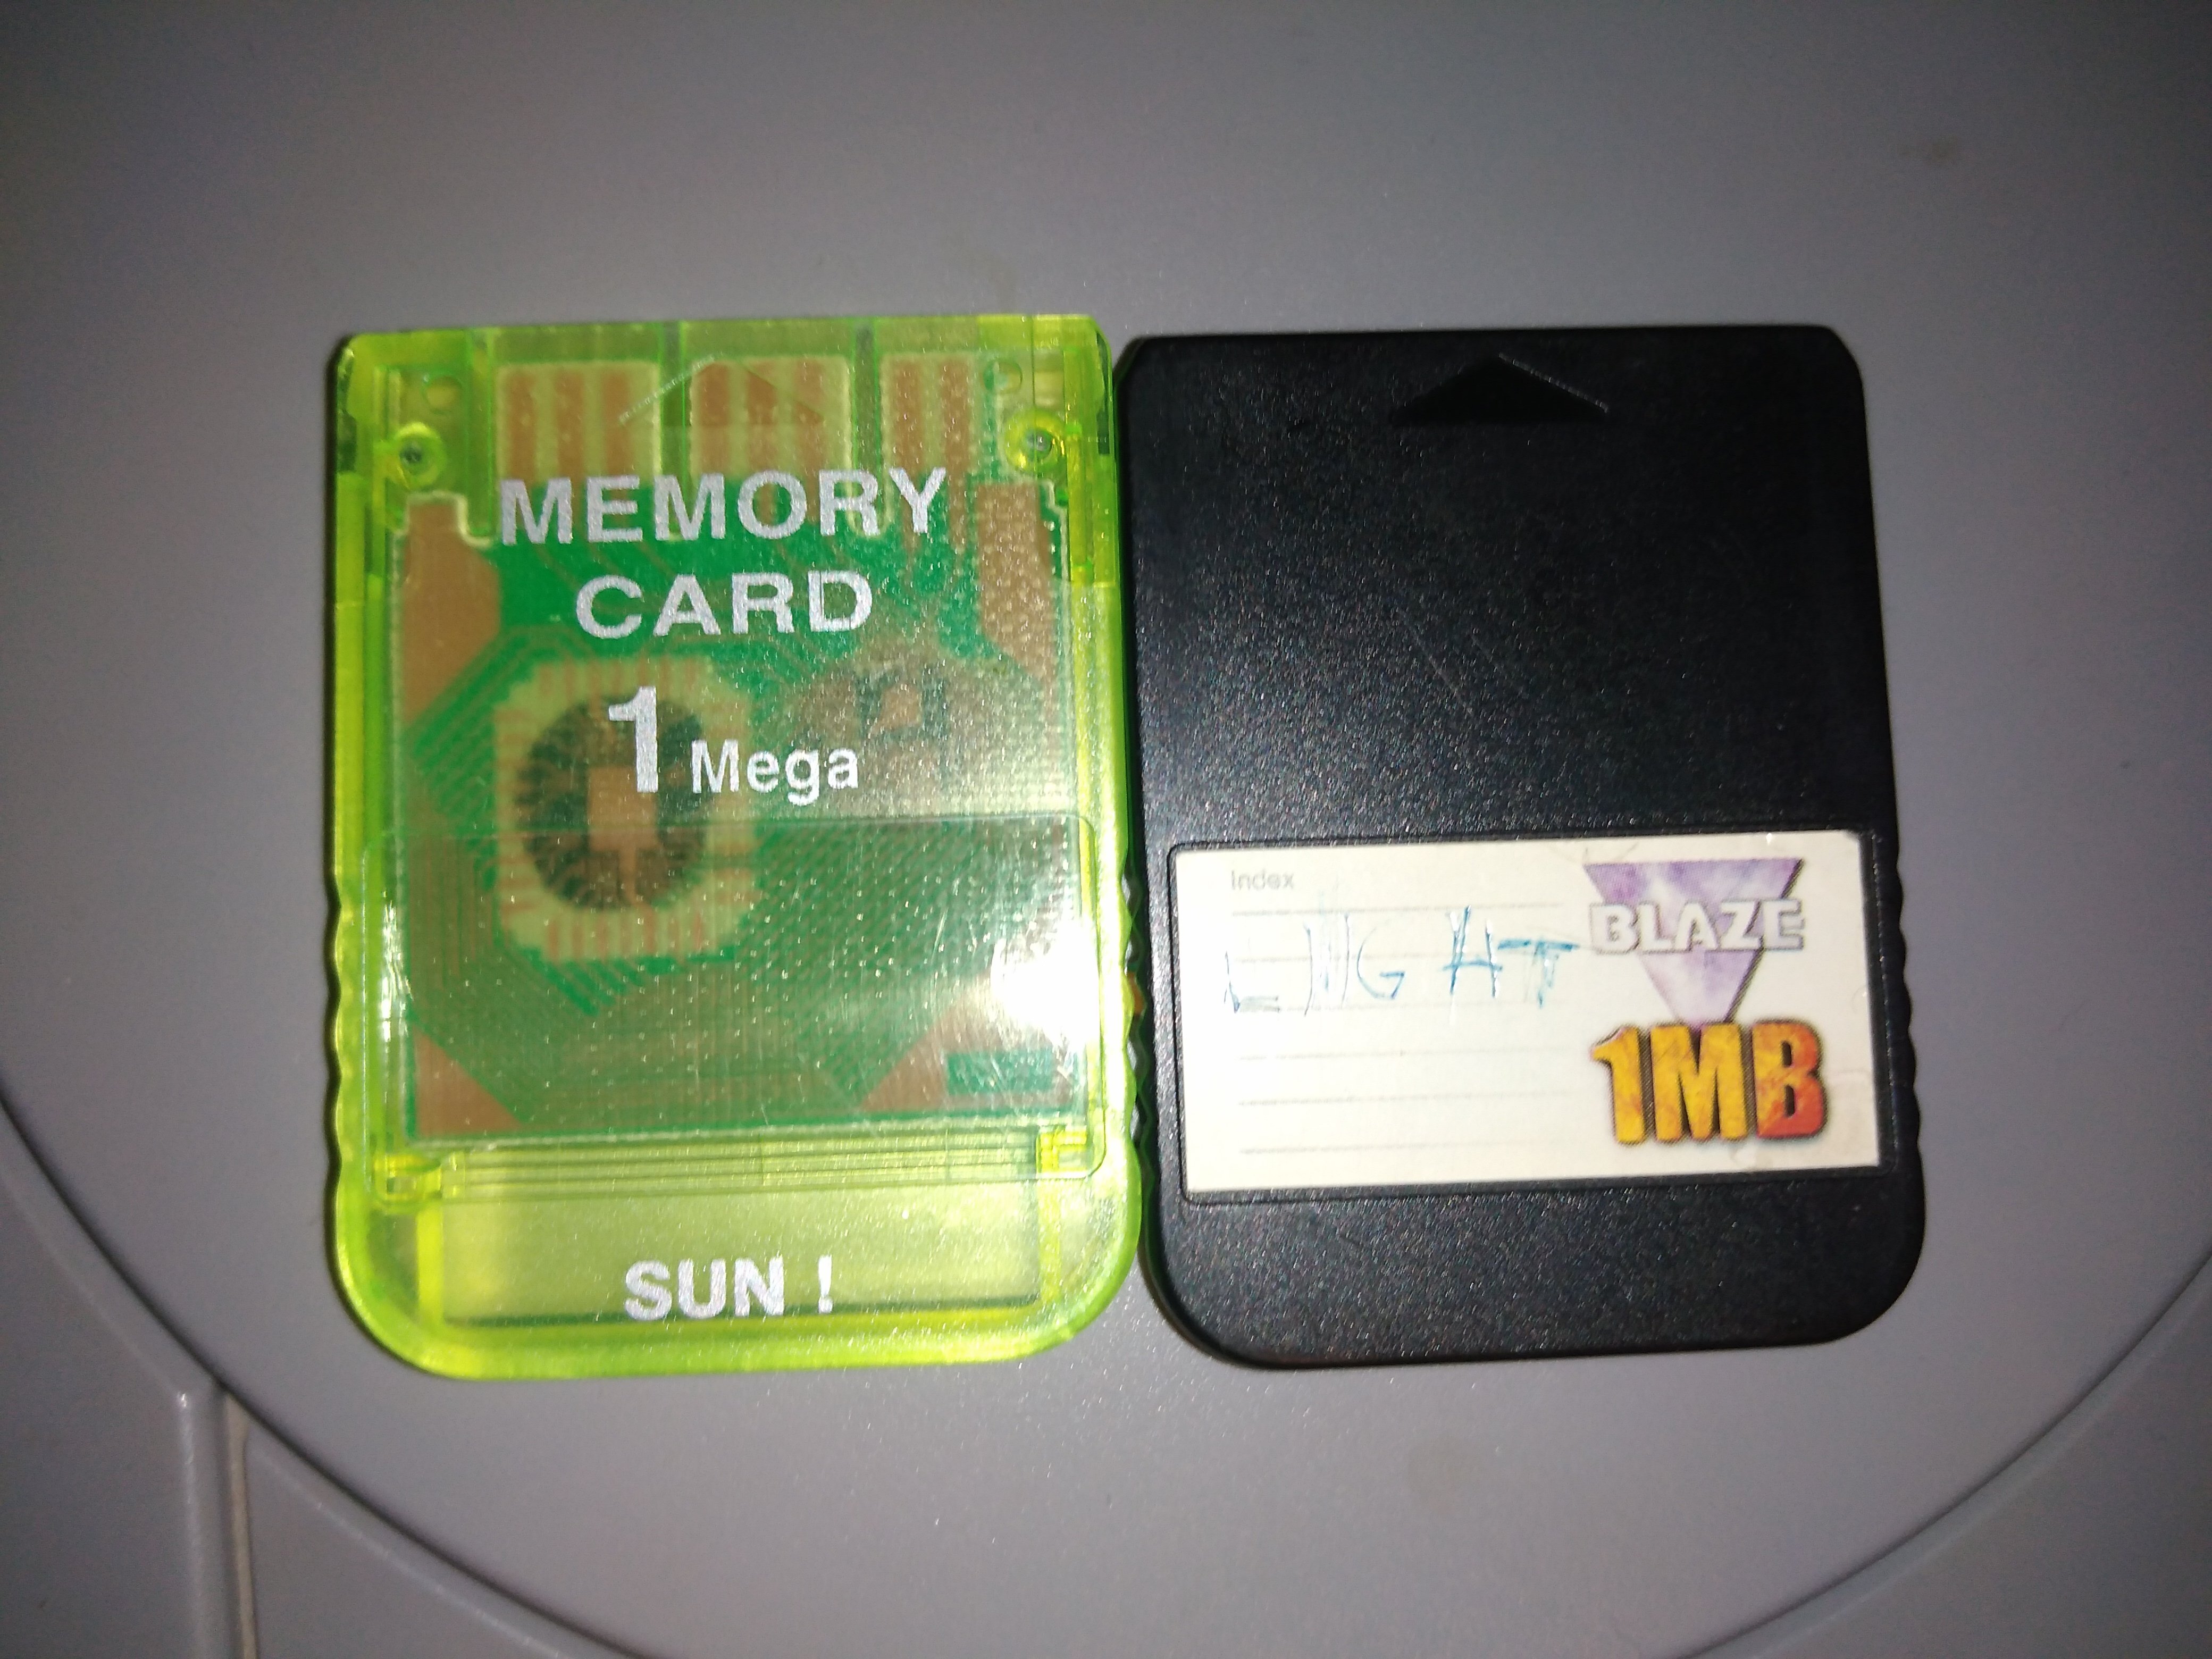 MEMORY
CARD
1 Mega
SUN !
Index
BLAZE
1MB